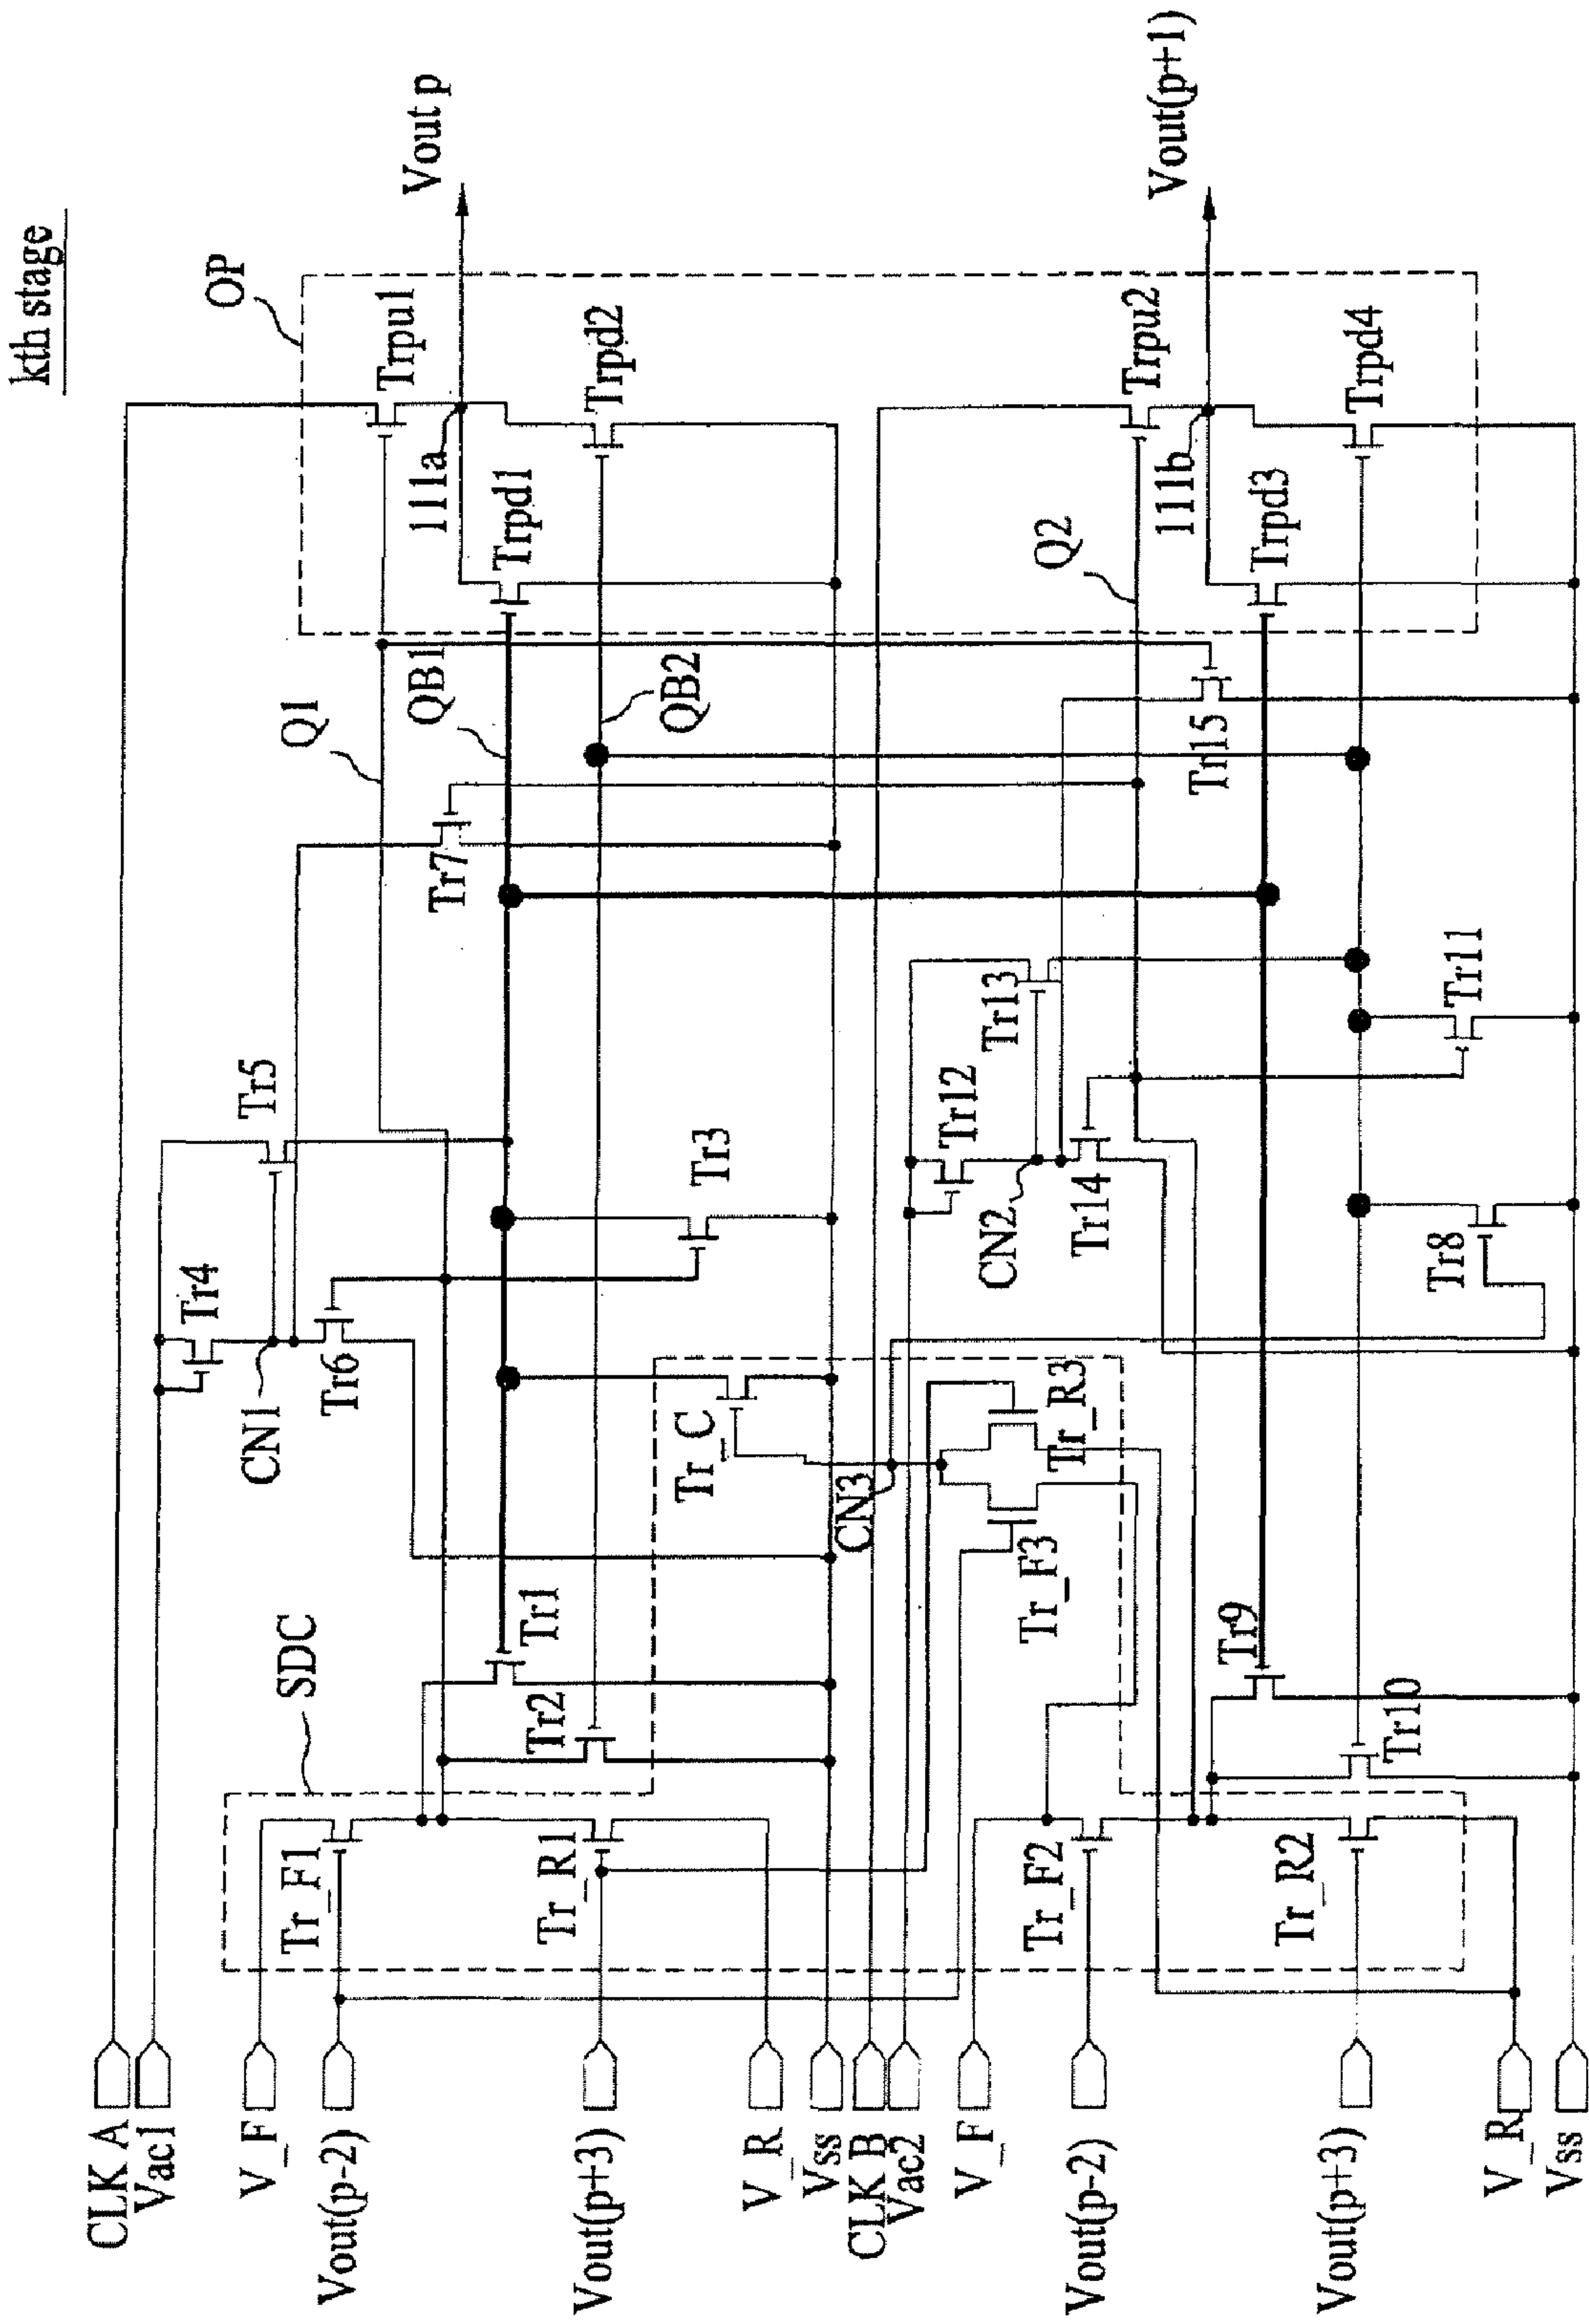 kth stage
OP
Vout p
Vout(p+1)
Trpu1
111a
Trpd1
Trpd2
Trpu2
111b
Trpd3
Trpd4
Q1
QB1
QB2
Q2
Tr7
Tr15
Tr5
Tr4
CN1
Tr6
Tr3
Tr13
Tr12
CN2
Tr14
Tr11
Tr8
SDC
Tr1
Tr2
Tr_C
CN3
Tr_R3
Tr_F3
Tr9
Tr10
Tr_F1
Tr_R1
Tr_F2
Tr_R2
CLK A
Vac1
V_F
Vout(p-2)
Vout(p+3)
V_R
Vss
CLK B
Vac2
V_F
Vout(p-2)
Vout(p+3)
V_R
Vss